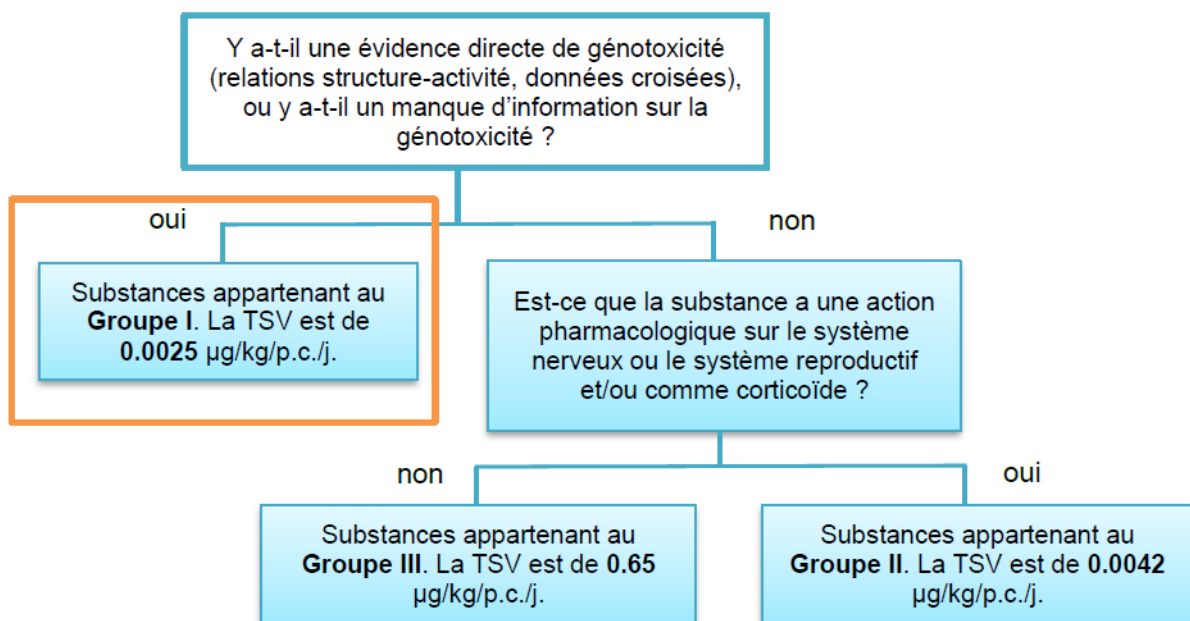 Y a-t-il une évidence directe de génotoxicité
(relations structure-activité, données croisées),
ou y a-t-il un manque d'information sur la
génotoxicité ?
oui
non
Substances appartenant au
Groupe I. La TSV est de
0.0025 µg/kg/p.c./j.
Est-ce que la substance a une action
pharmacologique sur le système
nerveux ou le système reproductif
et/ou comme corticoïde ?
non
oui
Substances appartenant au
Groupe III. La TSV est de 0.65
µg/kg/p.c./j.
Substances appartenant au
Groupe II. La TSV est de 0.0042
µg/kg/p.c./j.